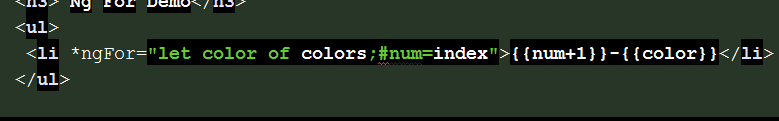 <h3> Ng For Demo</h3>
<ul>
<li *ngFor="let color of colors;#num=index">{{num+1}}-{{color}}</li>
</ul>